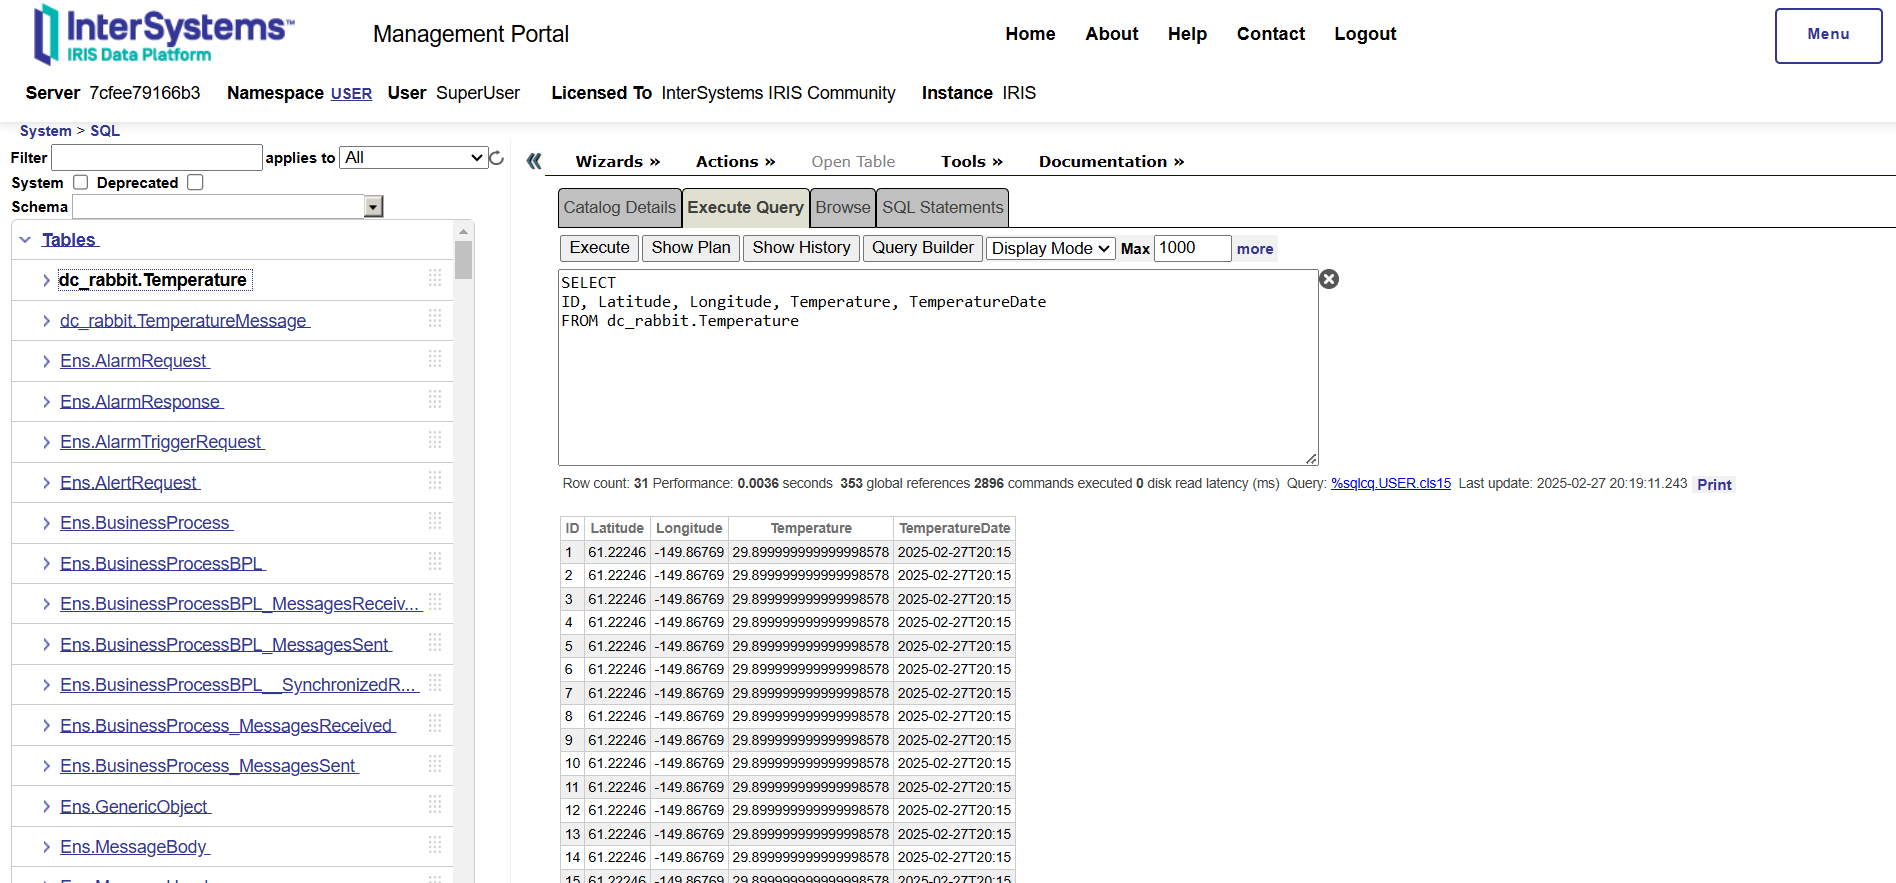 InterSystems™
IRIS Data Platform
Management Portal
Home About Help Contact Logout
Menu
Server 7cfee79166b3 Namespace USER User SuperUser Licensed To InterSystems IRIS Community Instance IRIS
System > SQL
Filter applies to All
System Deprecated
Schema
Tables
dc_rabbit.Temperature
dc_rabbit.TemperatureMessage
Ens.AlarmRequest
Ens.AlarmResponse
Ens.AlarmTriggerRequest
Ens.AlertRequest
Ens.BusinessProcess
Ens.BusinessProcessBPL
Ens.BusinessProcessBPL_MessagesReceiv...
Ens.BusinessProcessBPL_MessagesSent
Ens.BusinessProcessBPL__SynchronizedR...
Ens.BusinessProcess_MessagesReceived
Ens.BusinessProcess_MessagesSent
Ens.GenericObject
Ens.MessageBody
Wizards » Actions » Open Table Tools » Documentation »
Catalog Details Execute Query Browse SQL Statements
Execute Show Plan Show History Query Builder Display Mode Max 1000 more
SELECT
ID, Latitude, Longitude, Temperature, TemperatureDate
FROM dc_rabbit.Temperature
Row count: 31 Performance: 0.0036 seconds 353 global references 2896 commands executed 0 disk read latency (ms) Query: %sqlcq.USER.cls15 Last update: 2025-02-27 20:19:11.243 Print
ID Latitude Longitude Temperature TemperatureDate
1 61.22246 -149.86769 29.899999999999998578 2025-02-27T20:15
2 61.22246 -149.86769 29.899999999999998578 2025-02-27T20:15
3 61.22246 -149.86769 29.899999999999998578 2025-02-27T20:15
4 61.22246 -149.86769 29.899999999999998578 2025-02-27T20:15
5 61.22246 -149.86769 29.899999999999998578 2025-02-27T20:15
6 61.22246 -149.86769 29.899999999999998578 2025-02-27T20:15
7 61.22246 -149.86769 29.899999999999998578 2025-02-27T20:15
8 61.22246 -149.86769 29.899999999999998578 2025-02-27T20:15
9 61.22246 -149.86769 29.899999999999998578 2025-02-27T20:15
10 61.22246 -149.86769 29.899999999999998578 2025-02-27T20:15
11 61.22246 -149.86769 29.899999999999998578 2025-02-27T20:15
12 61.22246 -149.86769 29.899999999999998578 2025-02-27T20:15
13 61.22246 -149.86769 29.899999999999998578 2025-02-27T20:15
14 61.22246 -149.86769 29.899999999999998578 2025-02-27T20:15
15 61.22246 -149.86769 29.899999999999998578 2025-02-27T20:15